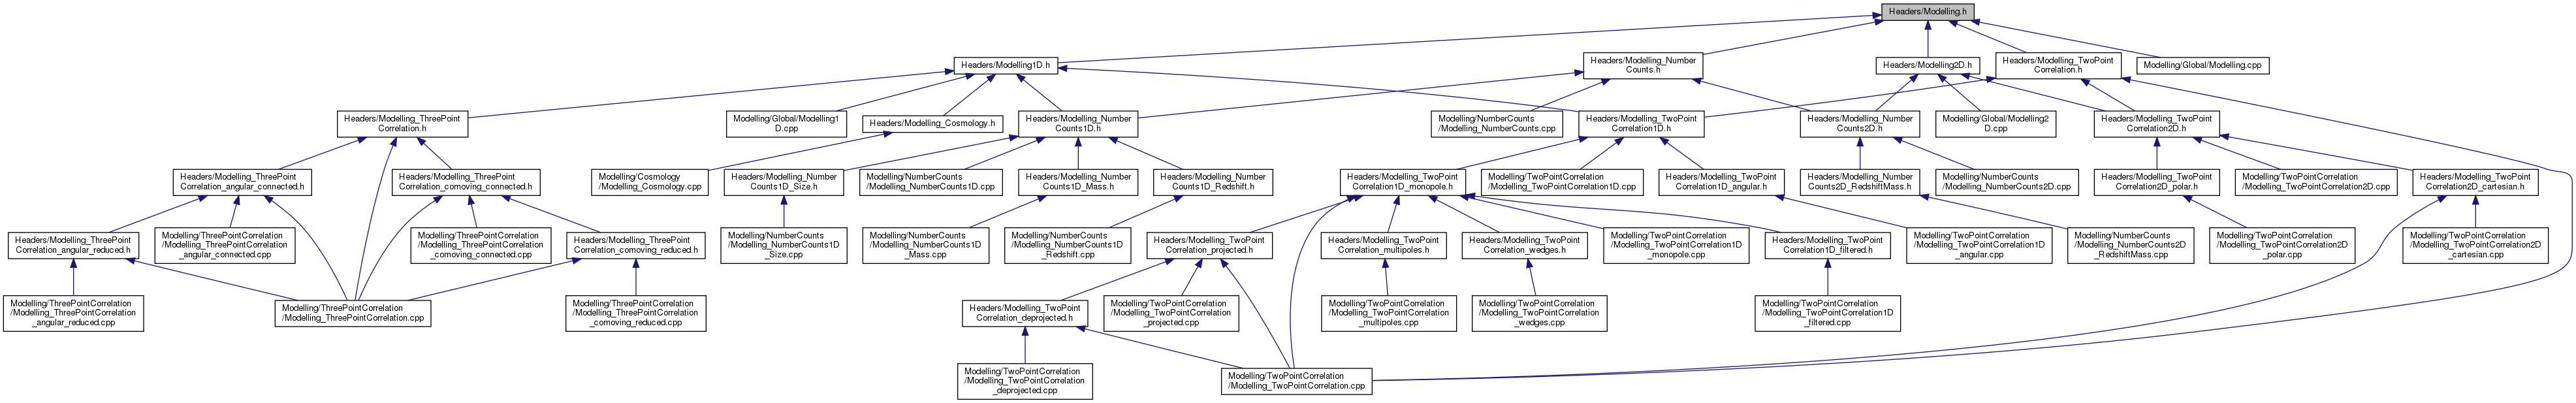 Headers/Modelling.h
Headers/Modelling1D.h
Headers/Modelling_Number
Counts.h
Headers/Modelling2D.h
Headers/Modelling_TwoPoint
Correlation.h
Modelling/Global/Modelling.cpp
Headers/Modelling_ThreePoint
Correlation.h
Modelling/Global/Modelling1
D.cpp
Headers/Modelling_Cosmology.h
Headers/Modelling_Number
Counts1D.h
Modelling/NumberCounts
/Modelling_NumberCounts.cpp
Headers/Modelling_TwoPoint
Correlation1D.h
Headers/Modelling_Number
Counts2D.h
Modelling/Global/Modelling2
D.cpp
Headers/Modelling_TwoPoint
Correlation2D.h
Headers/Modelling_ThreePoint
Correlation_angular_connected.h
Headers/Modelling_ThreePoint
Correlation_comoving_connected.h
Modelling/Cosmology
/Modelling_Cosmology.cpp
Headers/Modelling_Number
Counts1D_Size.h
Modelling/NumberCounts
/Modelling_NumberCounts1D.cpp
Headers/Modelling_Number
Counts1D_Mass.h
Headers/Modelling_Number
Counts1D_Redshift.h
Headers/Modelling_TwoPoint
Correlation1D_monopole.h
Modelling/TwoPointCorrelation
/Modelling_TwoPointCorrelation1D.cpp
Headers/Modelling_TwoPoint
Correlation1D_angular.h
Headers/Modelling_Number
Counts2D_RedshiftMass.h
Modelling/NumberCounts
/Modelling_NumberCounts2D.cpp
Headers/Modelling_TwoPoint
Correlation2D_polar.h
Modelling/TwoPointCorrelation
/Modelling_TwoPointCorrelation2D.cpp
Headers/Modelling_TwoPoint
Correlation2D_cartesian.h
Headers/Modelling_ThreePoint
Correlation_angular_reduced.h
Modelling/ThreePointCorrelation
/Modelling_ThreePointCorrelation
_angular_connected.cpp
Modelling/ThreePointCorrelation
/Modelling_ThreePointCorrelation
_comoving_connected.cpp
Headers/Modelling_ThreePoint
Correlation_comoving_reduced.h
Modelling/NumberCounts
/Modelling_NumberCounts1D
_Size.cpp
Modelling/NumberCounts
/Modelling_NumberCounts1D
_Mass.cpp
Modelling/NumberCounts
/Modelling_NumberCounts1D
_Redshift.cpp
Headers/Modelling_TwoPoint
Correlation_projected.h
Headers/Modelling_TwoPoint
Correlation_multipoles.h
Headers/Modelling_TwoPoint
Correlation_wedges.h
Modelling/TwoPointCorrelation
/Modelling_TwoPointCorrelation1D
_monopole.cpp
Headers/Modelling_TwoPoint
Correlation1D_filtered.h
Modelling/TwoPointCorrelation
/Modelling_TwoPointCorrelation1D
_angular.cpp
Modelling/NumberCounts
/Modelling_NumberCounts2D
_RedshiftMass.cpp
Modelling/TwoPointCorrelation
/Modelling_TwoPointCorrelation2D
_polar.cpp
Modelling/TwoPointCorrelation
/Modelling_TwoPointCorrelation2D
_cartesian.cpp
Modelling/ThreePointCorrelation
/Modelling_ThreePointCorrelation
_angular_reduced.cpp
Modelling/ThreePointCorrelation
/Modelling_ThreePointCorrelation.cpp
Modelling/ThreePointCorrelation
/Modelling_ThreePointCorrelation
_comoving_reduced.cpp
Headers/Modelling_TwoPoint
Correlation_deprojected.h
Modelling/TwoPointCorrelation
/Modelling_TwoPointCorrelation
_projected.cpp
Modelling/TwoPointCorrelation
/Modelling_TwoPointCorrelation
_multipoles.cpp
Modelling/TwoPointCorrelation
/Modelling_TwoPointCorrelation
_wedges.cpp
Modelling/TwoPointCorrelation
/Modelling_TwoPointCorrelation1D
_filtered.cpp
Modelling/TwoPointCorrelation
/Modelling_TwoPointCorrelation
_deprojected.cpp
Modelling/TwoPointCorrelation
/Modelling_TwoPointCorrelation.cpp